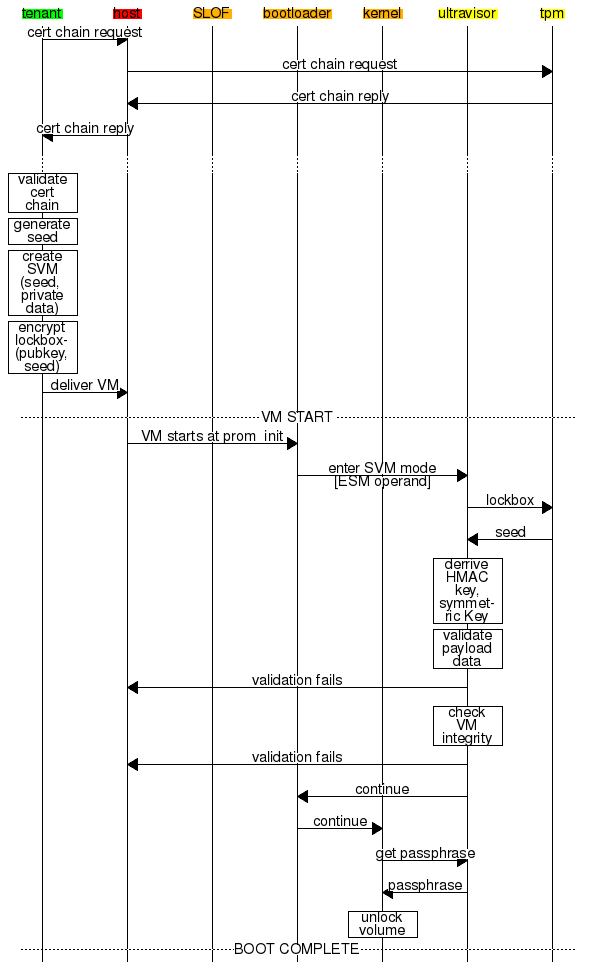 tenant host SLOF bootloader kernel ultravisor tpm
cert chain request
cert chain request
cert chain reply
cert chain reply
validate
cert
chain
generate
seed
create
SVM
(seed,
private
data)
encrypt
lockbox-
(pubkey,
seed)
deliver VM
VM START
VM starts at prom init
enter SVM mode
[ESM operand]
lockbox
seed
derrive
HMAC
key,
symmet-
ric Key
validate
payload
data
validation fails
check
VM
integrity
validation fails
continue
continue
get passphrase
passphrase
unlock
volume
BOOT COMPLETE